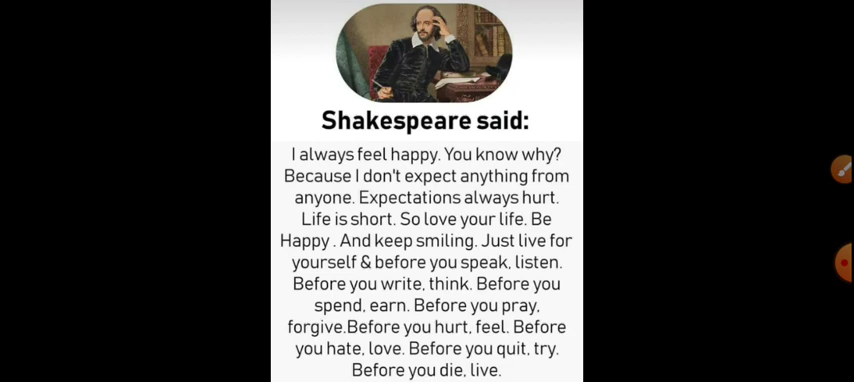 Shakespeare said:
I always feel happy. You know why?
Because I don't expect anything from
anyone. Expectations always hurt.
Life is short. So love your life. Be
Happy . And keep smiling. Just live for
yourself & before you speak, listen.
Before you write, think. Before you
spend, earn. Before you pray,
forgive.Before you hurt, feel. Before
you hate, love. Before you quit, try.
Before you die, live.